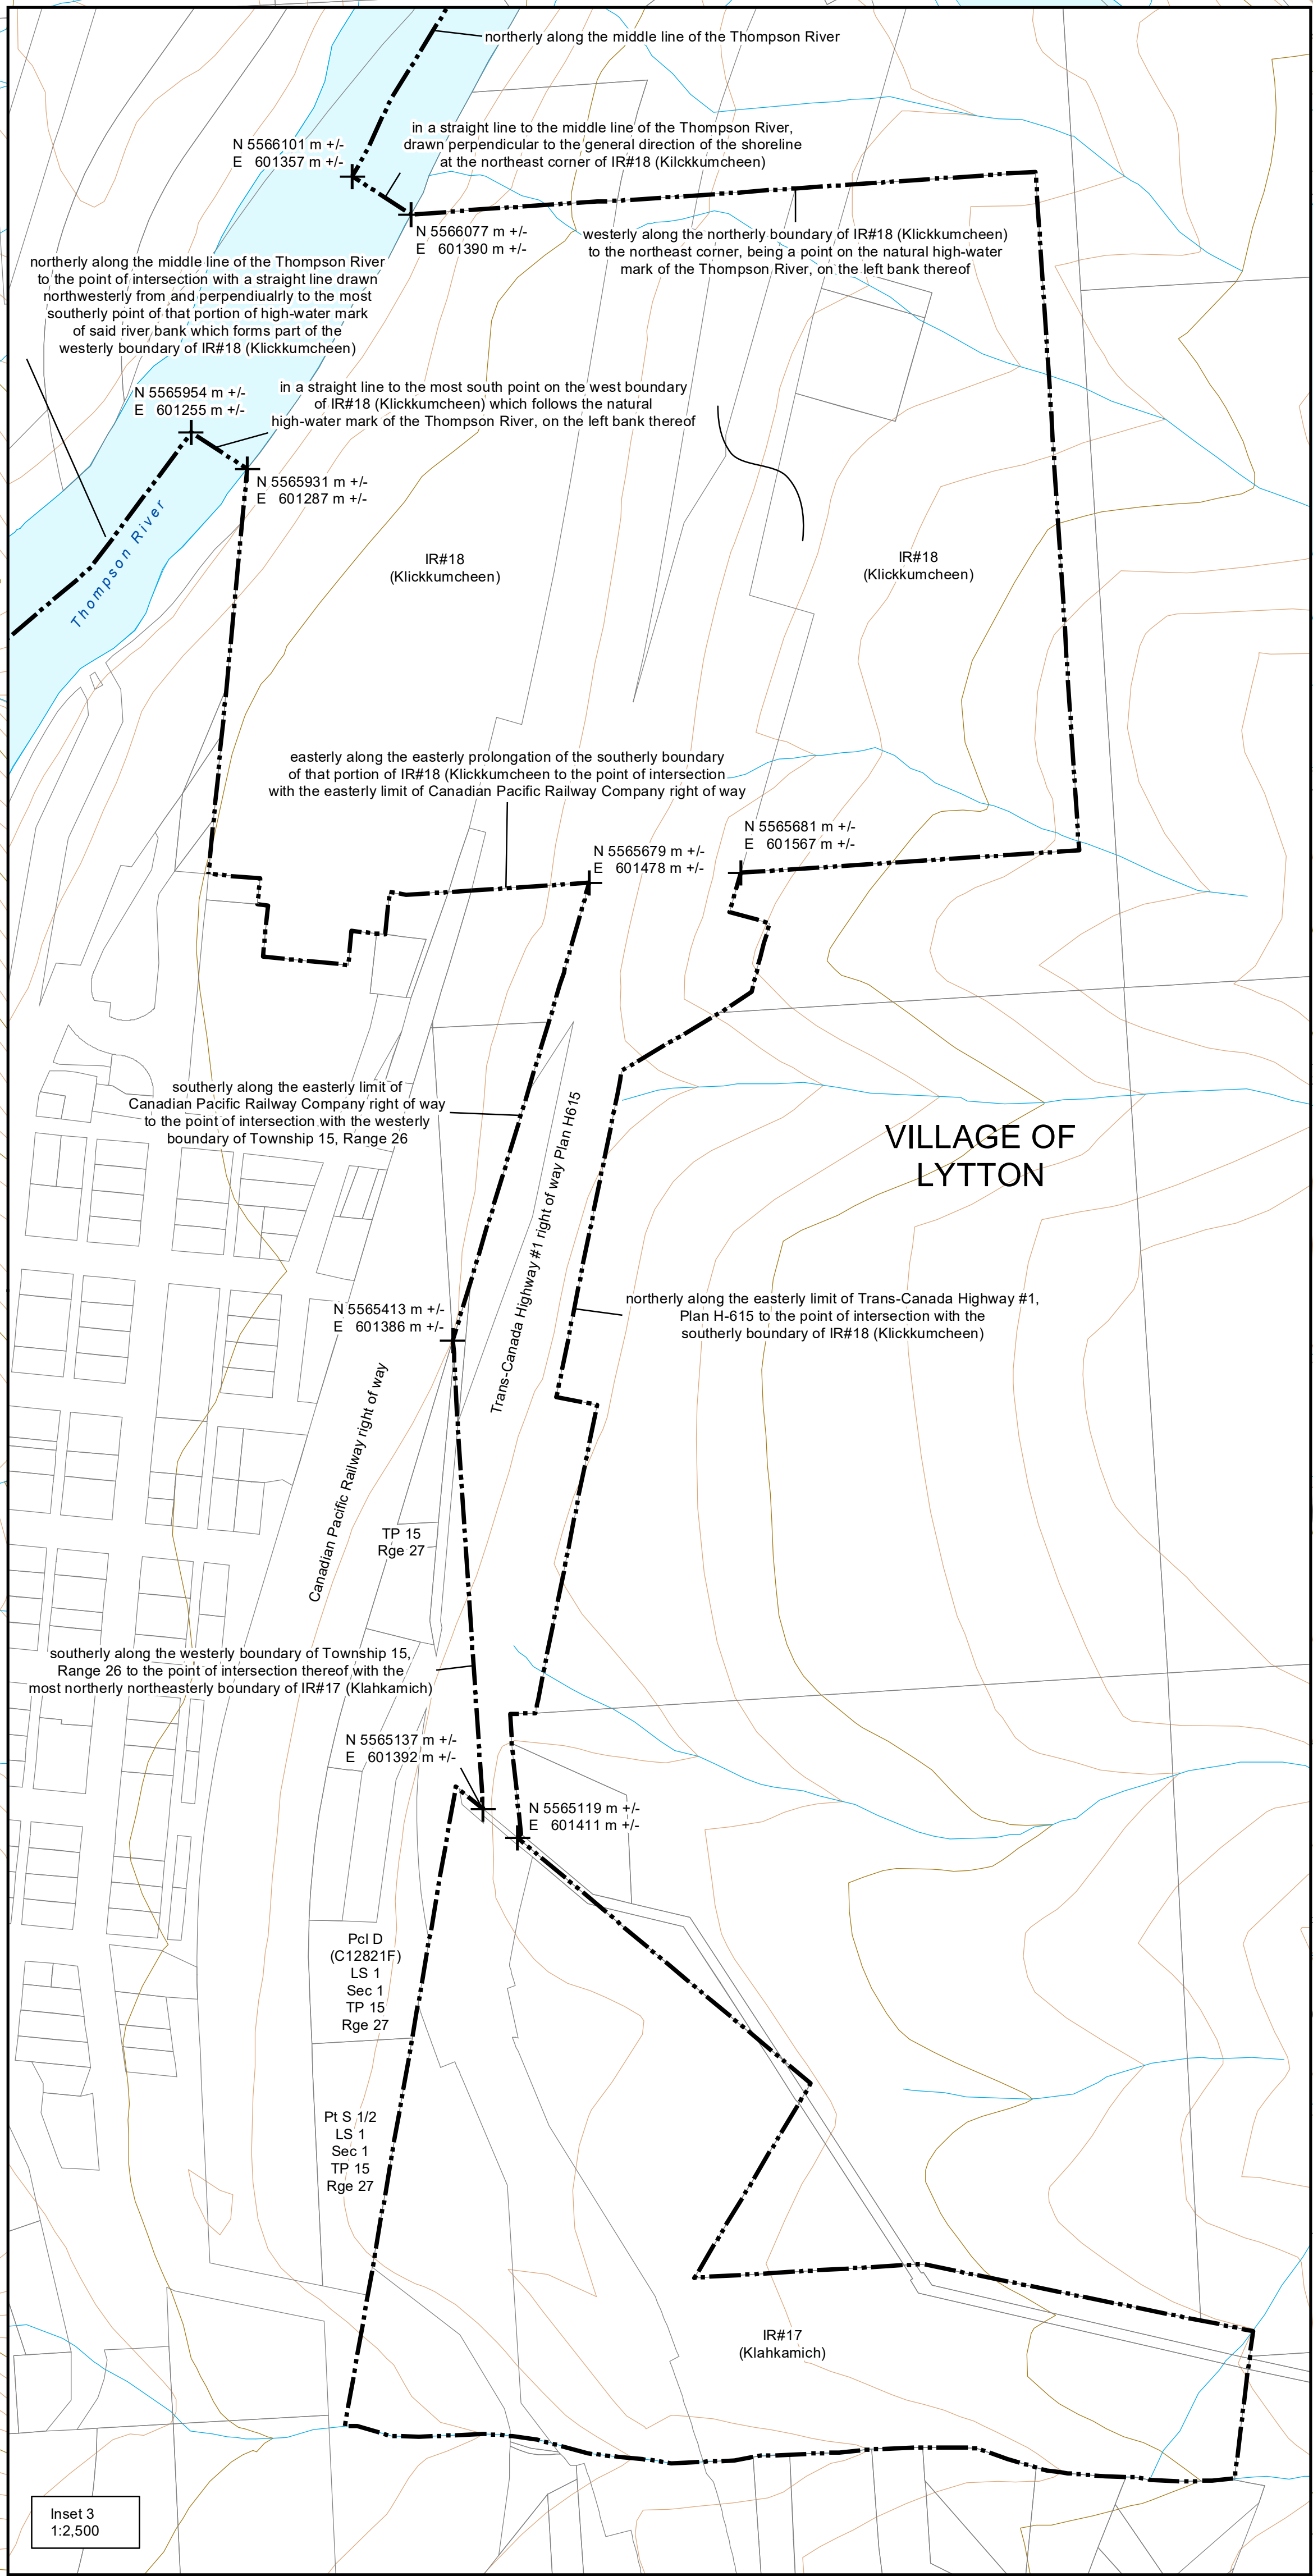 northerly along the middle line of the Thompson River
in a straight line to the middle line of the Thompson River,
drawn perpendicular to the general direction of the shoreline
at the northeast corner of IR#18 (Kilckkumcheen)
N 5566101 m +/-
E 601357 m +/-
N 5566077 m +/-
E 601390 m +/-
westerly along the northerly boundary of IR#18 (Klickkumcheen)
to the northeast corner, being a point on the natural high-water
mark of the Thompson River, on the left bank thereof
northerly along the middle line of the Thompson River
to the point of intersection with a straight line drawn
northwesterly from and perpendiualrly to the most
southerly point of that portion of high-water mark
of said river bank which forms part of the
westerly boundary of IR#18 (Klickkumcheen)
N 5565954 m +/-
E 601255 m +/-
in a straight line to the most south point on the west boundary
of IR#18 (Klickkumcheen) which follows the natural
high-water mark of the Thompson River, on the left bank thereof
N 5565931 m +/-
E 601287 m +/-
Thompson River
IR#18
(Klickkumcheen)
IR#18
(Klickkumcheen)
easterly along the easterly prolongation of the southerly boundary
of that portion of IR#18 (Klickkumcheen to the point of intersection
with the easterly limit of Canadian Pacific Railway Company right of way
N 5565681 m +/-
E 601567 m +/-
N 5565679 m +/-
E 601478 m +/-
southerly along the easterly limit of
Canadian Pacific Railway Company right of way
to the point of intersection with the westerly
boundary of Township 15, Range 26
Trans-Canada Highway #1 right of way Plan H615
VILLAGE OF
LYTTON
northerly along the easterly limit of Trans-Canada Highway #1,
Plan H-615 to the point of intersection with the
southerly boundary of IR#18 (Klickkumcheen)
N 5565413 m +/-
E 601386 m +/-
Canadian Pacific Railway right of way
TP 15
Rge 27
southerly along the westerly boundary of Township 15,
Range 26 to the point of intersection thereof with the
most northerly northeasterly boundary of IR#17 (Klahkamich)
N 5565137 m +/-
E 601392 m +/-
N 5565119 m +/-
E 601411 m +/-
Pcl D
(C12821F)
LS 1
Sec 1
TP 15
Rge 27
Pt S 1/2
LS 1
Sec 1
TP 15
Rge 27
IR#17
(Klahkamich)
Inset 3
1:2,500